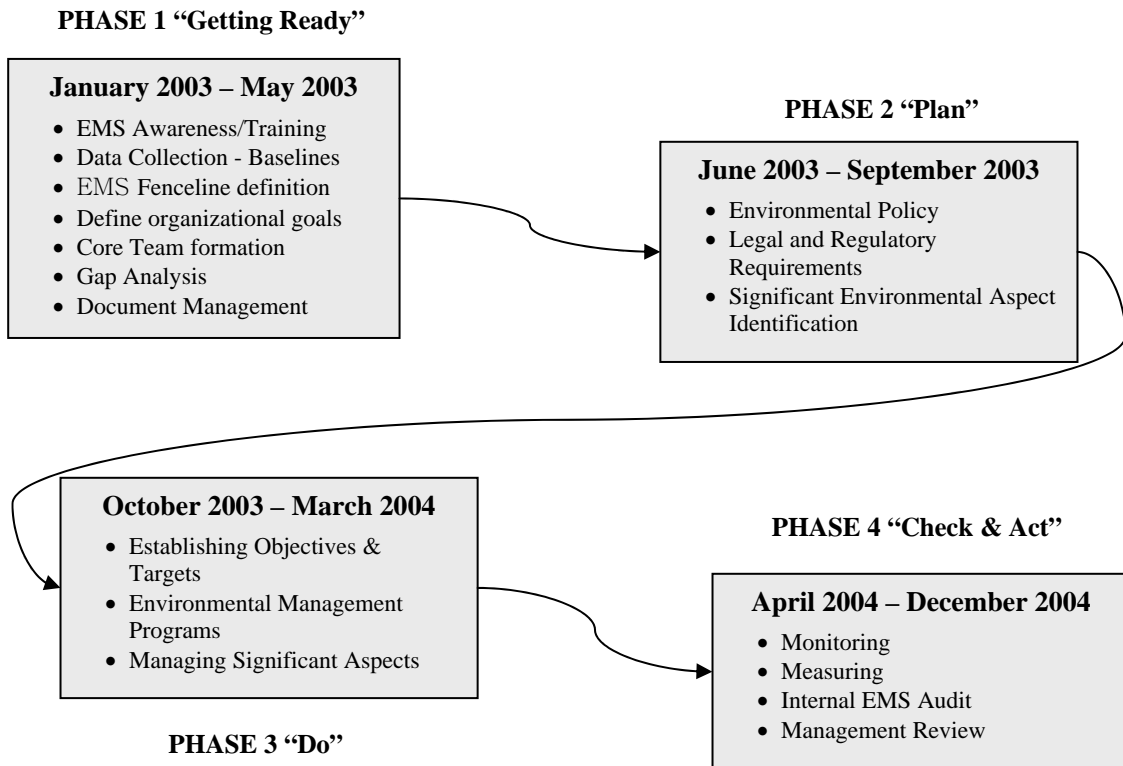 PHASE 1 “Getting Ready”
January 2003 – May 2003
• EMS Awareness/Training
• Data Collection - Baselines
• EMS Fenceline definition
• Define organizational goals
• Core Team formation
• Gap Analysis
• Document Management
PHASE 2 “Plan”
June 2003 – September 2003
• Environmental Policy
• Legal and Regulatory
Requirements
• Significant Environmental Aspect
Identification
October 2003 – March 2004
• Establishing Objectives &
Targets
• Environmental Management
Programs
• Managing Significant Aspects
PHASE 3 “Do”
PHASE 4 “Check & Act”
April 2004 – December 2004
• Monitoring
• Measuring
• Internal EMS Audit
• Management Review